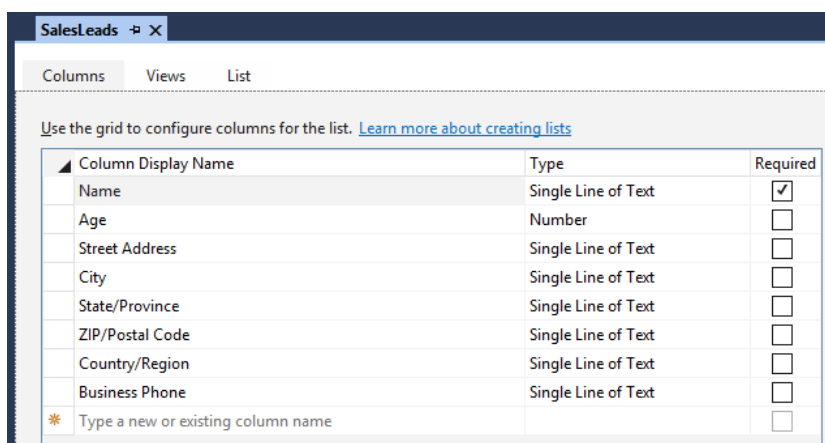 SalesLeads
Columns Views List
Use the grid to configure columns for the list. Learn more about creating lists
Column Display Name Type Required
Name Single Line of Text
Age Number
Street Address Single Line of Text
City Single Line of Text
State/Province Single Line of Text
ZIP/Postal Code Single Line of Text
Country/Region Single Line of Text
Business Phone Single Line of Text
Type a new or existing column name